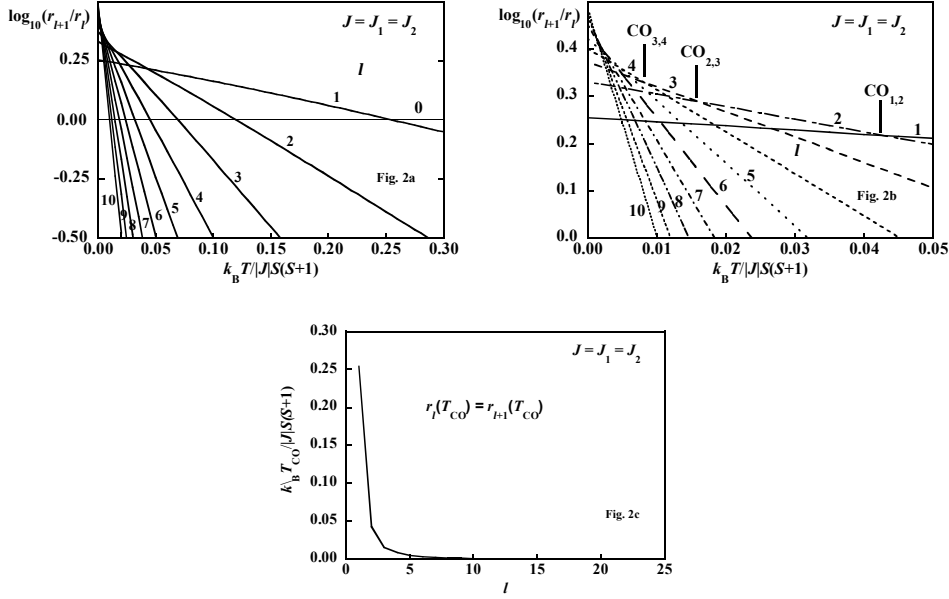 log10(rl+1/rl)
J = J1 = J2
0.25
0.00
-0.25
-0.50
l
0
1
2
3
4
5
6
7
8
9
10
Fig. 2a
0.00 0.05 0.10 0.15 0.20 0.25 0.30
kBT/|J|S(S+1)
log10(rl+1/rl)
J = J1 = J2
0.4
0.3
0.2
0.1
0.0
CO3,4
CO2,3
CO1,2
4
3
2
1
l
5
6
7
8
9
10
Fig. 2b
0.00 0.01 0.02 0.03 0.04 0.05
kBT/|J|S(S+1)
0.30
0.25
0.20
0.15
0.10
0.05
0.00
k\BTCO/|J|S(S+1)
J = J1 = J2
rl(TCO) = rl+1(TCO)
Fig. 2c
0 5 10 15 20 25
l